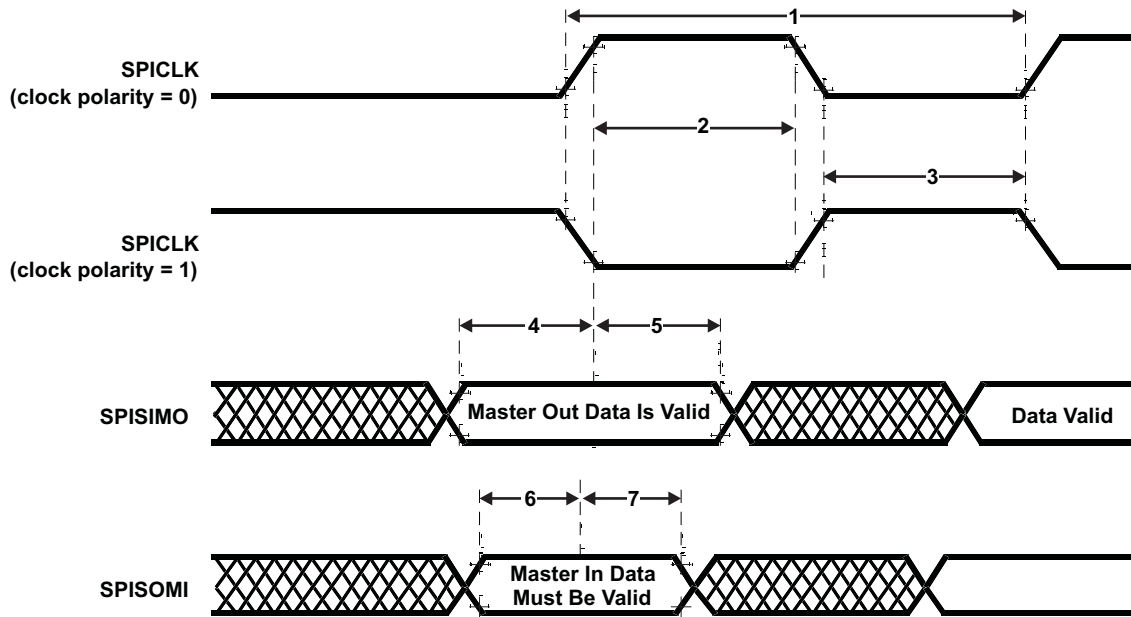 1
SPICLK
(clock polarity = 0)
2
3
SPICLK
(clock polarity = 1)
4
5
SPISIMO
Master Out Data Is Valid
Data Valid
6
7
SPISOMI
Master In Data
Must Be Valid